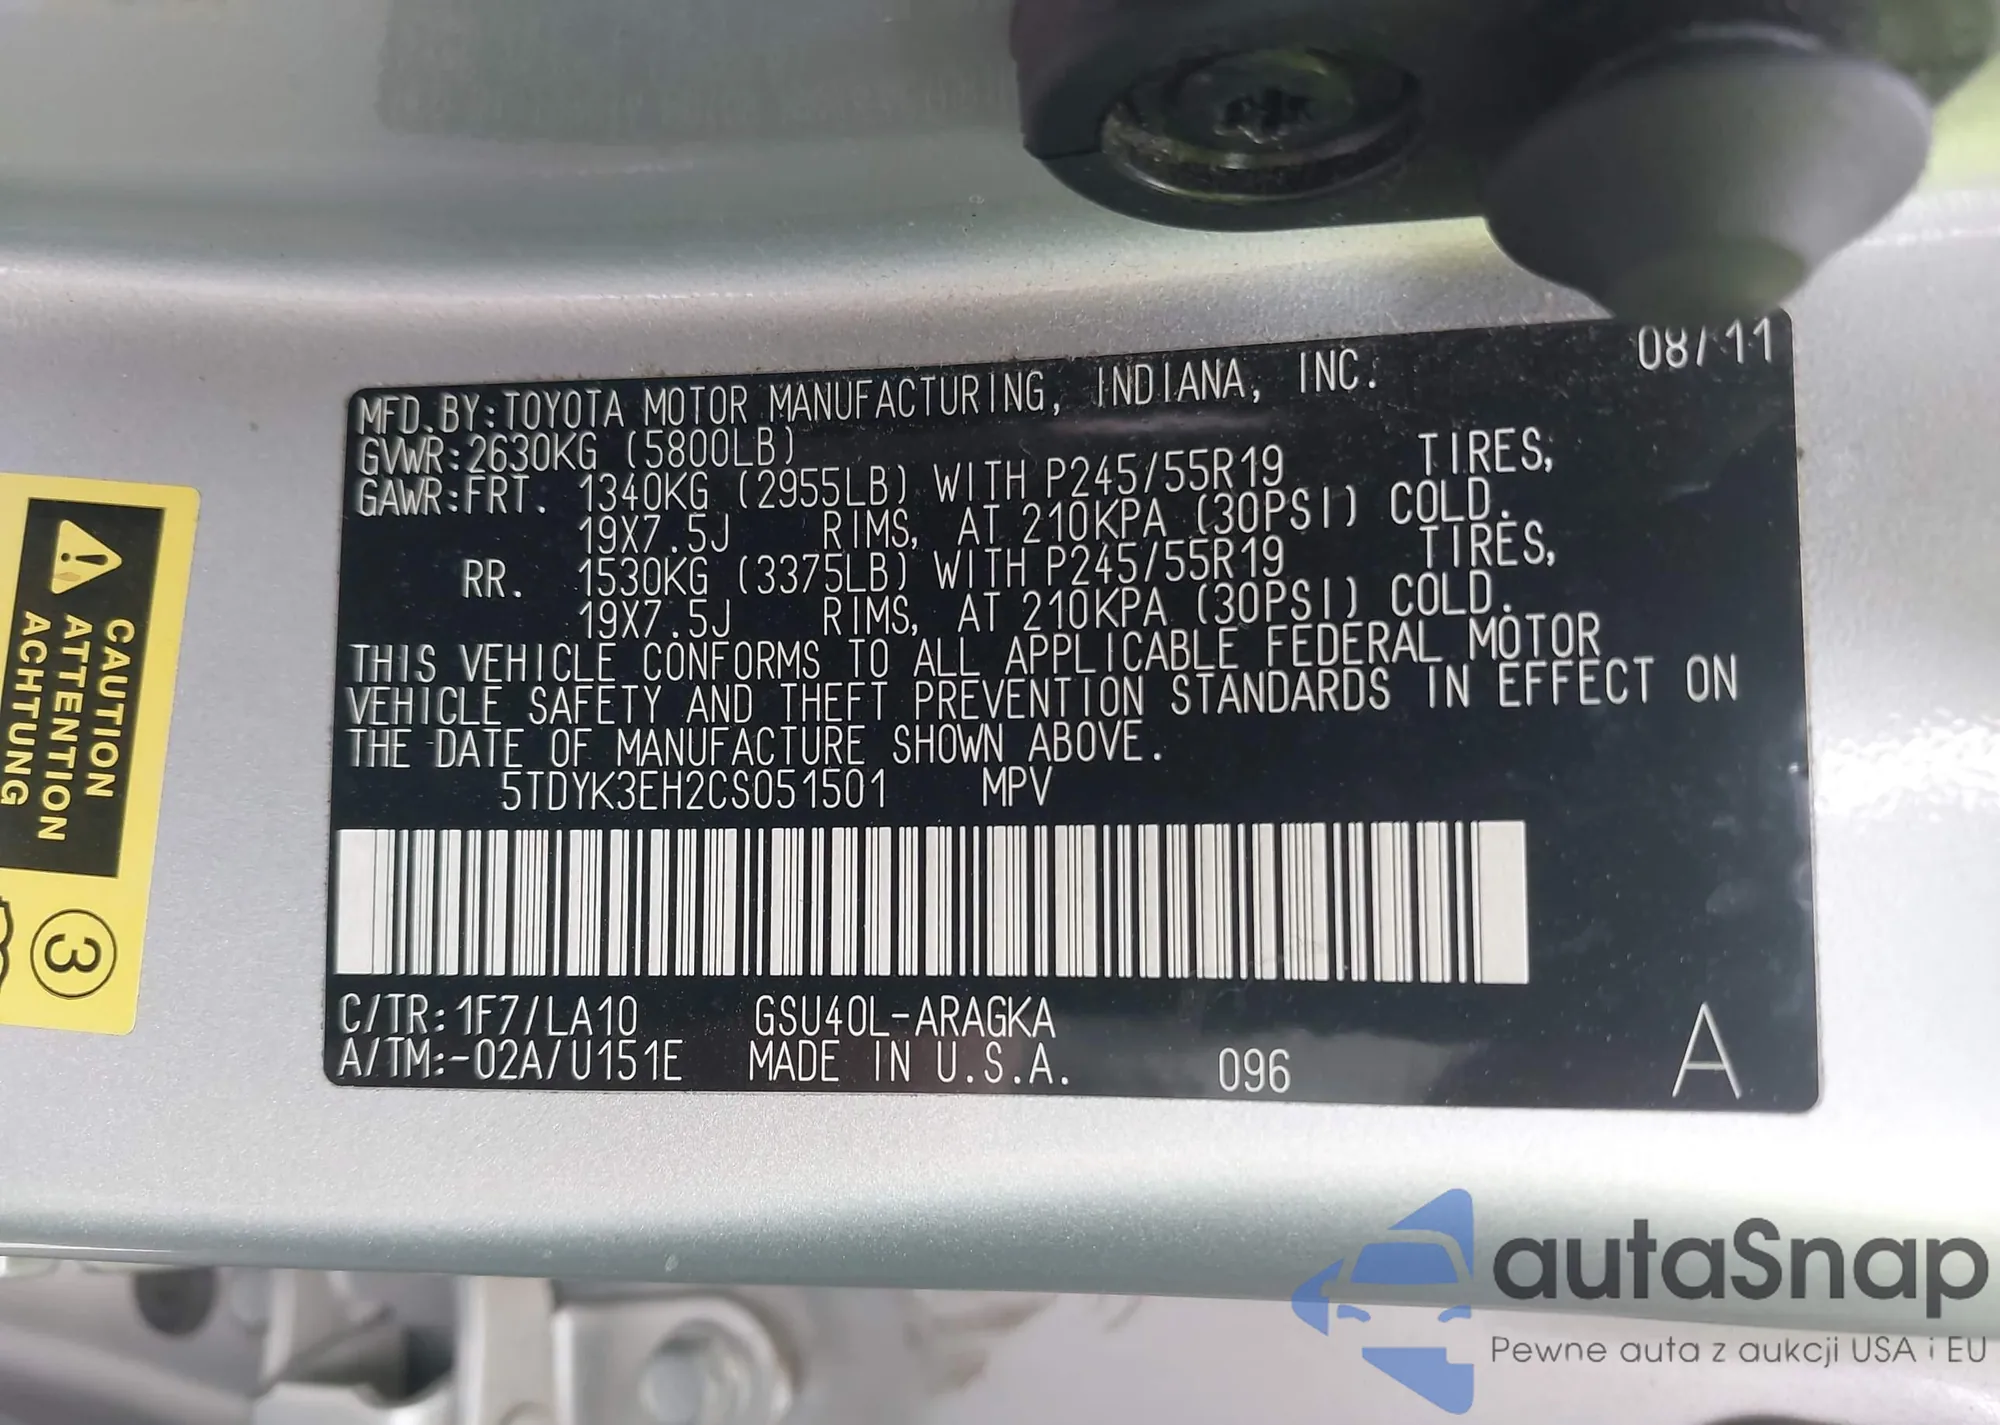 08/11
MFD.BY:TOYOTA MOTOR MANUFACTURING, INDIANA, INC.
GVWR:2630KG (5800LB)
GAWR:FRT. 1340KG (2955LB) WITH P245/55R19 TIRES,
19X7.5J RIMS, AT 210KPA (30PSI) COLD.
RR. 1530KG (3375LB) WITH P245/55R19 TIRES,
19X7.5J RIMS, AT 210KPA (30PSI) COLD.
THIS VEHICLE CONFORMS TO ALL APPLICABLE FEDERAL MOTOR
VEHICLE SAFETY AND THEFT PREVENTION STANDARDS IN EFFECT ON
THE DATE OF MANUFACTURE SHOWN ABOVE.
5TDYK3EH2CS051501 MPV
C/TR:1F7/LA10 GSU40L-ARAGKA
A/TM:-02A/U151E MADE IN U.S.A. 096 A
CAUTION
ATTENTION
ACHTUNG
3
autaSnap
Pewne auta z aukcji USA i EU